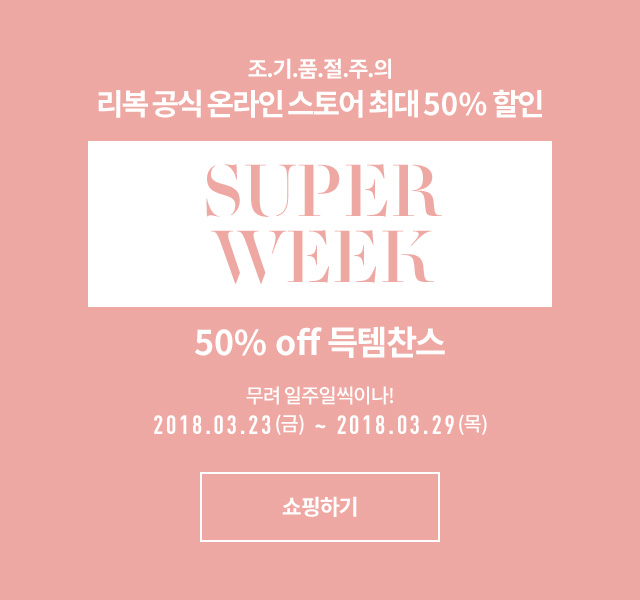 조.기.품.절.주.의
리복 공식 온라인 스토어 최대 50% 할인
SUPER
WEEK
50% off 득템찬스
무려 일주일씩이나!
2018.03.23(금) ~ 2018.03.29(목)
쇼핑하기